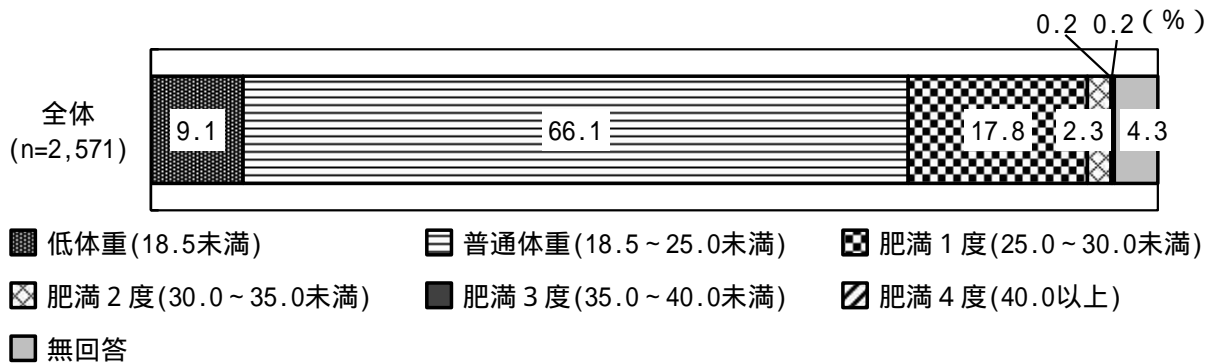 0.2 0.2(%)
全体
(n=2,571)
9.1 66.1 17.8 2.3 4.3
低体重(18.5未満) 普通体重(18.5~25.0未満) 肥満1度(25.0~30.0未満)
肥満2度(30.0~35.0未満) 肥満3度(35.0~40.0未満) 肥満4度(40.0以上)
無回答